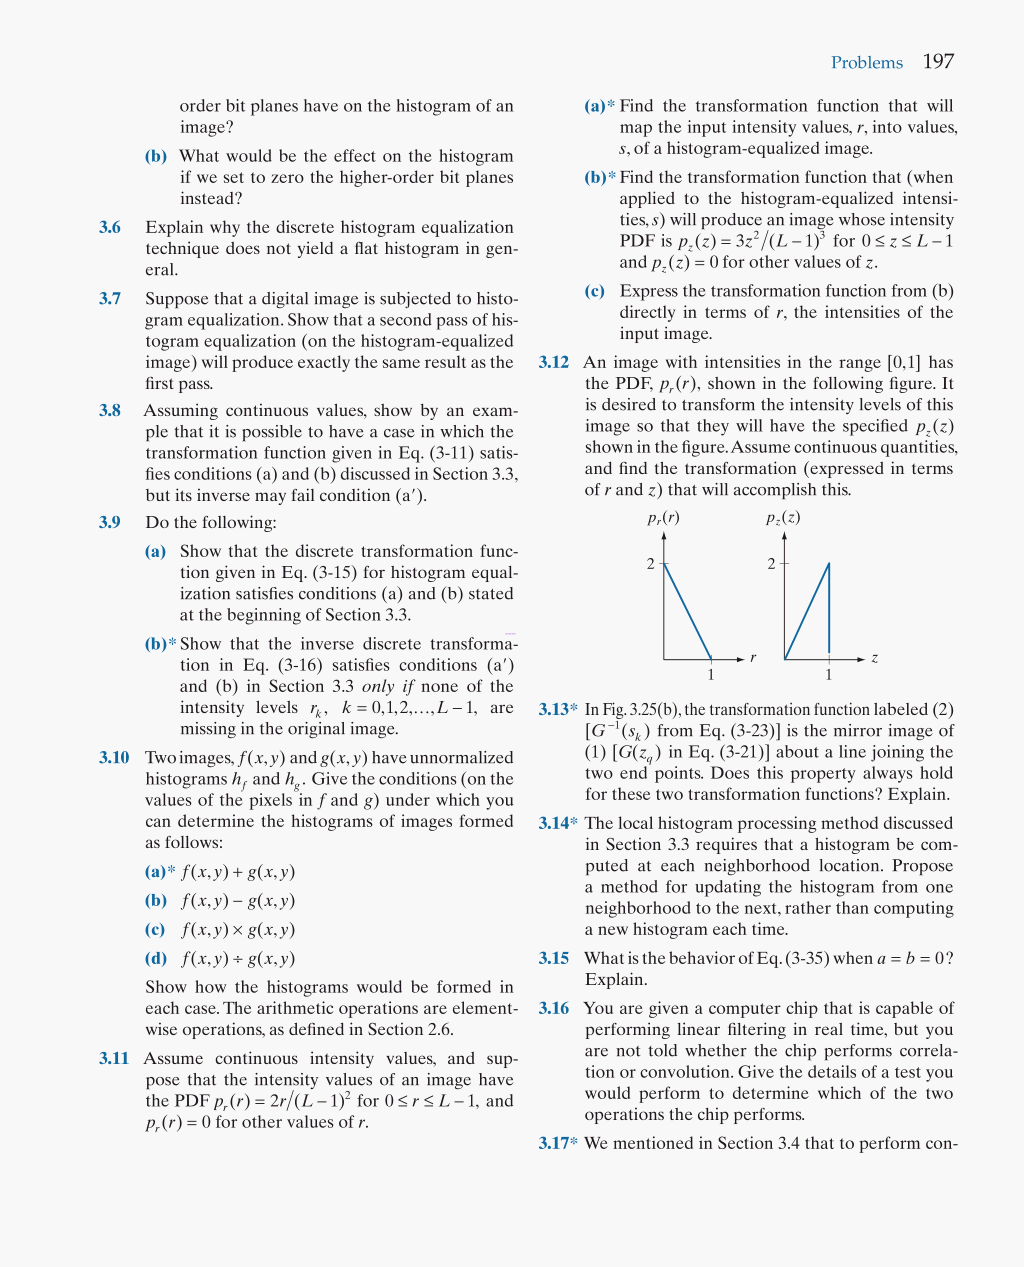 Problems 197
order bit planes have on the histogram of an
image?
(b) What would be the effect on the histogram
if we set to zero the higher-order bit planes
instead?
3.6 Explain why the discrete histogram equalization
technique does not yield a flat histogram in gen-
eral.
3.7 Suppose that a digital image is subjected to histo-
gram equalization. Show that a second pass of his-
togram equalization (on the histogram-equalized
image) will produce exactly the same result as the
first pass.
3.8 Assuming continuous values, show by an exam-
ple that it is possible to have a case in which the
transformation function given in Eq. (3-11) satis-
fies conditions (a) and (b) discussed in Section 3.3,
but its inverse may fail condition (a′).
3.9 Do the following:
(a) Show that the discrete transformation func-
tion given in Eq. (3-15) for histogram equal-
ization satisfies conditions (a) and (b) stated
at the beginning of Section 3.3.
(b)* Show that the inverse discrete transforma-
tion in Eq. (3-16) satisfies conditions (a′)
and (b) in Section 3.3 only if none of the
intensity levels r_k, k = 0,1,2,…,L − 1, are
missing in the original image.
3.10 Two images, f(x,y) and g(x,y) have unnormalized
histograms h_f and h_g. Give the conditions (on the
values of the pixels in f and g) under which you
can determine the histograms of images formed
as follows:
(a)* f(x,y) + g(x,y)
(b) f(x,y) − g(x,y)
(c) f(x,y) × g(x,y)
(d) f(x,y) ÷ g(x,y)
Show how the histograms would be formed in
each case. The arithmetic operations are element-
wise operations, as defined in Section 2.6.
3.11 Assume continuous intensity values, and sup-
pose that the intensity values of an image have
the PDF p_r(r) = 2r/(L − 1)² for 0 ≤ r ≤ L − 1, and
p_r(r) = 0 for other values of r.
(a)* Find the transformation function that will
map the input intensity values, r, into values,
s, of a histogram-equalized image.
(b)* Find the transformation function that (when
applied to the histogram-equalized intensi-
ties, s) will produce an image whose intensity
PDF is p_z(z) = 3z²/(L − 1)³ for 0 ≤ z ≤ L − 1
and p_z(z) = 0 for other values of z.
(c) Express the transformation function from (b)
directly in terms of r, the intensities of the
input image.
3.12 An image with intensities in the range [0,1] has
the PDF, p_r(r), shown in the following figure. It
is desired to transform the intensity levels of this
image so that they will have the specified p_z(z)
shown in the figure. Assume continuous quantities,
and find the transformation (expressed in terms
of r and z) that will accomplish this.
p_r(r) p_z(z)
2 2
r z
1 1
3.13* In Fig. 3.25(b), the transformation function labeled (2)
[G⁻¹(s_k) from Eq. (3-23)] is the mirror image of
(1) [G(z_q) in Eq. (3-21)] about a line joining the
two end points. Does this property always hold
for these two transformation functions? Explain.
3.14* The local histogram processing method discussed
in Section 3.3 requires that a histogram be com-
puted at each neighborhood location. Propose
a method for updating the histogram from one
neighborhood to the next, rather than computing
a new histogram each time.
3.15 What is the behavior of Eq. (3-35) when a = b = 0?
Explain.
3.16 You are given a computer chip that is capable of
performing linear filtering in real time, but you
are not told whether the chip performs correla-
tion or convolution. Give the details of a test you
would perform to determine which of the two
operations the chip performs.
3.17* We mentioned in Section 3.4 that to perform con-